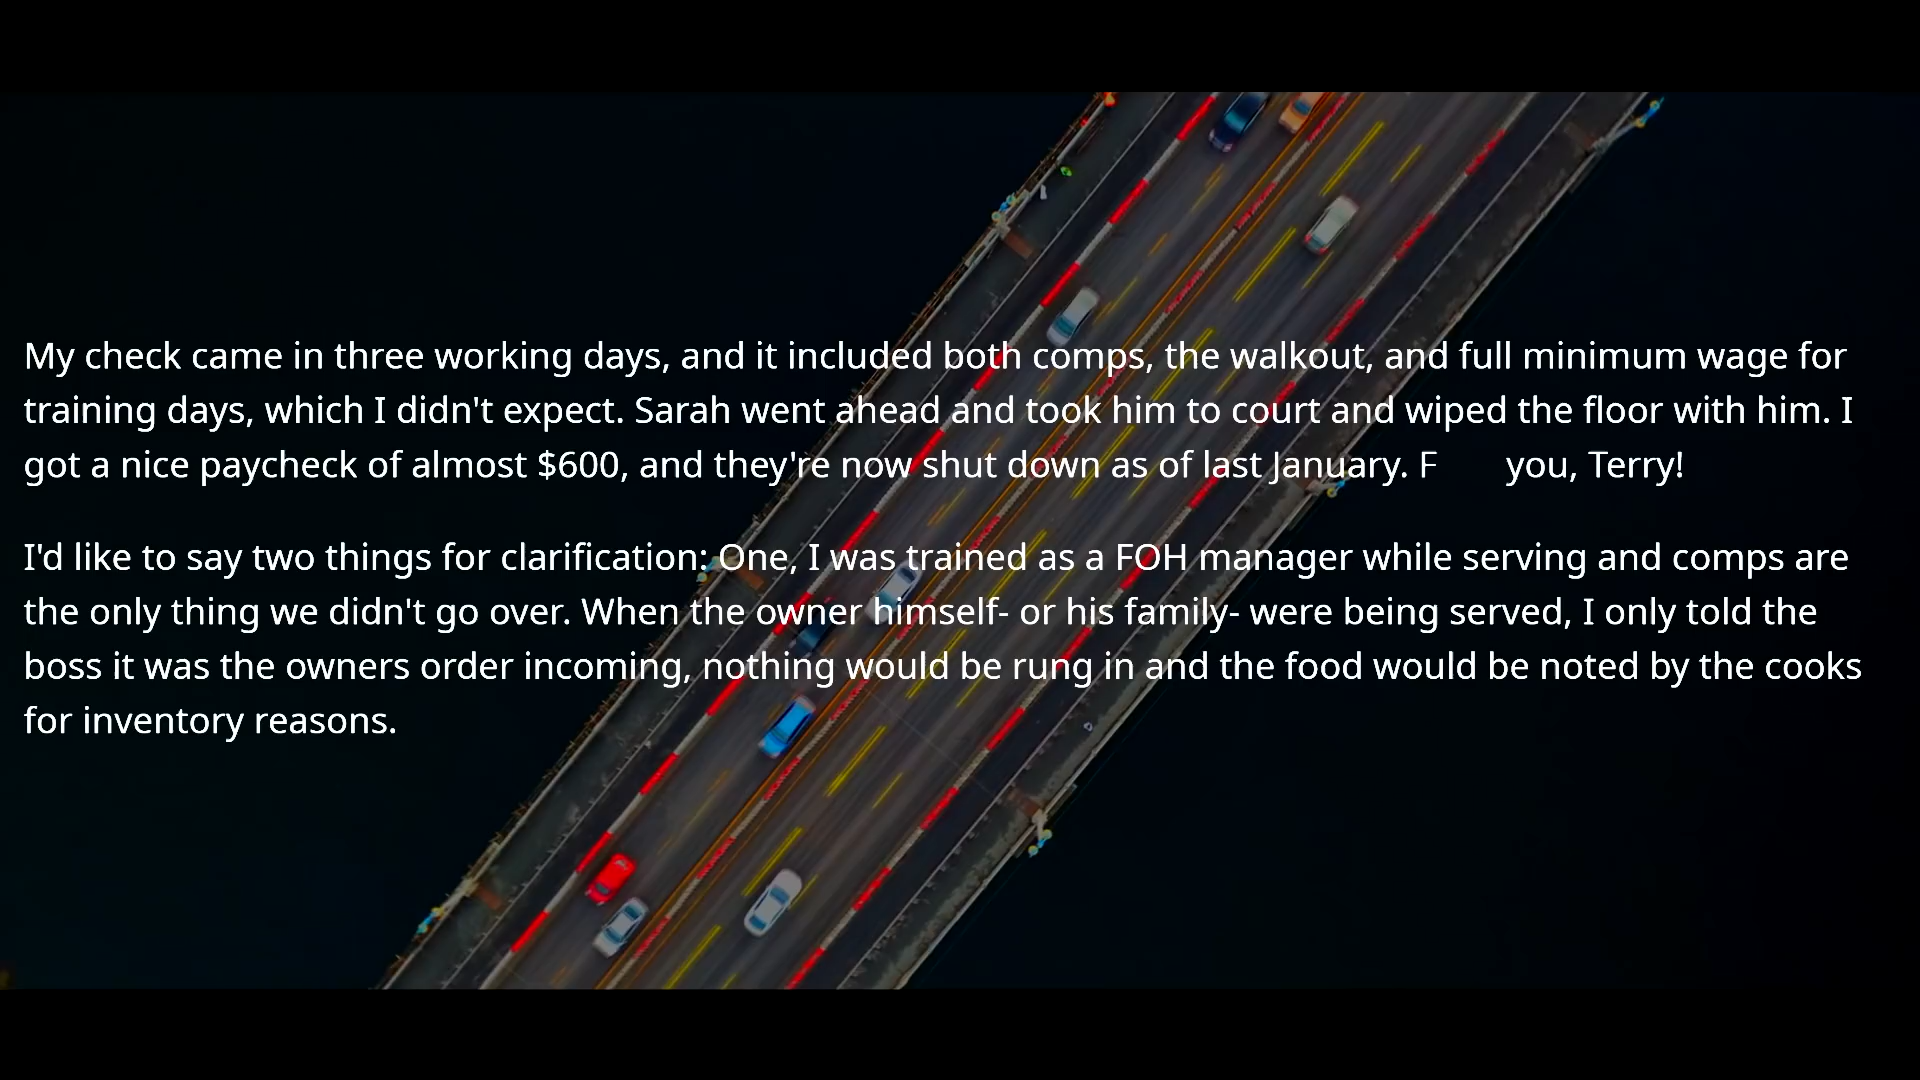 My check came in three working days, and it included both comps, the walkout, and full minimum wage for
training days, which I didn't expect. Sarah went ahead and took him to court and wiped the floor with him. I
got a nice paycheck of almost $600, and they're now shut down as of last January. F you, Terry!
I'd like to say two things for clarification: One, I was trained as a FOH manager while serving and comps are
the only thing we didn't go over. When the owner himself- or his family- were being served, I only told the
boss it was the owners order incoming, nothing would be rung in and the food would be noted by the cooks
for inventory reasons.